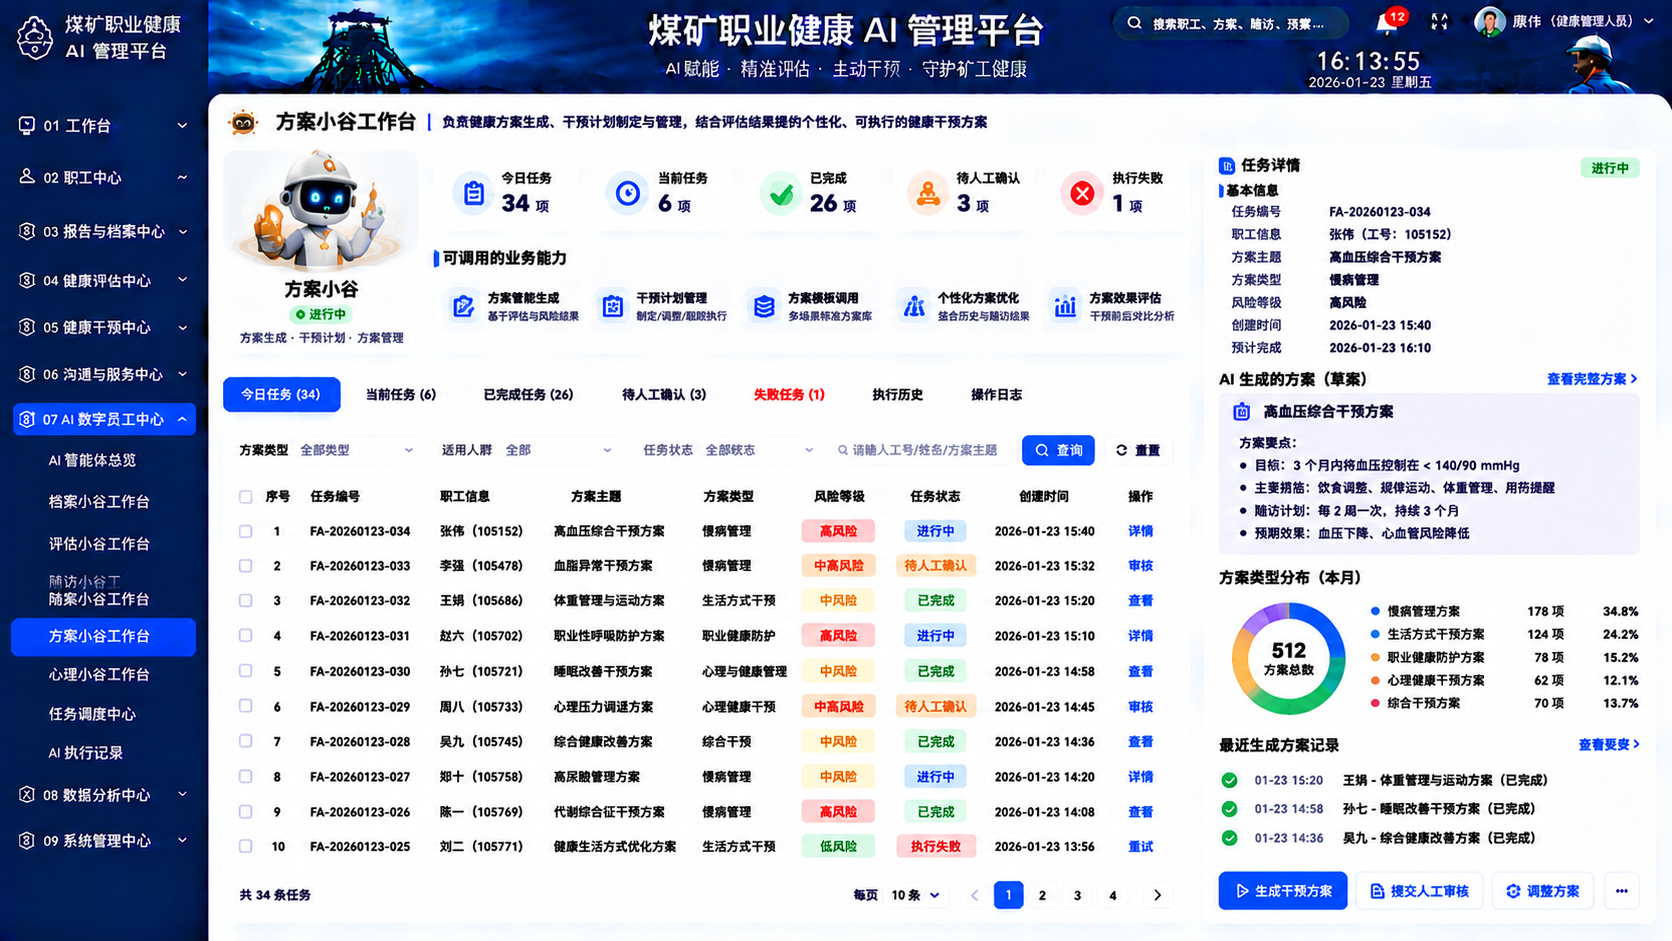 煤矿职业健康
AI 管理平台
煤矿职业健康 AI 管理平台
AI 赋能 · 精准评估 · 主动干预 · 守护矿工健康
搜索职工、方案、随访、预案...
12
康伟（健康管理人员）
16:13:55
2026-01-23 星期五
01 工作台
02 职工中心
03 报告与档案中心
04 健康评估中心
05 健康干预中心
06 沟通与服务中心
07 AI 数字员工中心
AI 智能体总览
档案小谷工作台
评估小谷工作台
随访小谷工
随案小谷工作台
方案小谷工作台
心理小谷工作台
任务调度中心
AI 执行记录
08 数据分析中心
09 系统管理中心
方案小谷工作台
负责健康方案生成、干预计划制定与管理，结合评估结果提的个性化、可执行的健康干预方案
方案小谷
进行中
方案生成 · 干预计划 · 方案管理
今日任务 34 项
当前任务 6 项
已完成 26 项
待人工确认 3 项
执行失败 1 项
可调用的业务能力
方案智能生成
基于评估与风险结果
干预计划管理
制定/调整/跟踪执行
方案模板调用
多场景标准方案库
个性化方案优化
结合历史与随访结果
方案效果评估
干预前后对比分析
今日任务 (34) 当前任务 (6) 已完成任务 (26) 待人工确认 (3) 失败任务 (1) 执行历史 操作日志
方案类型 全部类型 适用人群 全部 任务状态 全部状态 请输人工号/姓名/方案主题 查询 重置
序号 任务编号 职工信息 方案主题 方案类型 风险等级 任务状态 创建时间 操作
1 FA-20260123-034 张伟（105152） 高血压综合干预方案 慢病管理 高风险 进行中 2026-01-23 15:40 详情
2 FA-20260123-033 李强（105478） 血脂异常干预方案 慢病管理 中高风险 待人工确认 2026-01-23 15:32 审核
3 FA-20260123-032 王娟（105686） 体重管理与运动方案 生活方式干预 中风险 已完成 2026-01-23 15:20 查看
4 FA-20260123-031 赵六（105702） 职业性呼吸防护方案 职业健康防护 高风险 进行中 2026-01-23 15:10 详情
5 FA-20260123-030 孙七（105721） 睡眠改善干预方案 心理与健康管理 中风险 已完成 2026-01-23 14:58 查看
6 FA-20260123-029 周八（105733） 心理压力调适方案 心理健康干预 中高风险 待人工确认 2026-01-23 14:45 审核
7 FA-20260123-028 吴九（105745） 综合健康改善方案 综合干预 中风险 已完成 2026-01-23 14:36 查看
8 FA-20260123-027 郑十（105758） 高尿酸管理方案 慢病管理 中风险 进行中 2026-01-23 14:20 详情
9 FA-20260123-026 陈一（105769） 代谢综合征干预方案 慢病管理 高风险 已完成 2026-01-23 14:08 查看
10 FA-20260123-025 刘二（105771） 健康生活方式优化方案 生活方式干预 低风险 执行失败 2026-01-23 13:56 重试
共 34 条任务 每页 10 条 1 2 3 4
任务详情 进行中
基本信息
任务编号 FA-20260123-034
职工信息 张伟（工号：105152）
方案主题 高血压综合干预方案
方案类型 慢病管理
风险等级 高风险
创建时间 2026-01-23 15:40
预计完成 2026-01-23 16:10
AI 生成的方案（草案） 查看完整方案
高血压综合干预方案
方案要点：
目标：3 个月内将血压控制在 < 140/90 mmHg
主要措施：饮食调整、规律运动、体重管理、用药提醒
随访计划：每 2 周一次，持续 3 个月
预期效果：血压下降、心血管风险降低
方案类型分布（本月）
512
方案总数
慢病管理方案 178 项 34.8%
生活方式干预方案 124 项 24.2%
职业健康防护方案 78 项 15.2%
心理健康干预方案 62 项 12.1%
综合干预方案 70 项 13.7%
最近生成方案记录 查看更多
01-23 15:20 王娟 - 体重管理与运动方案（已完成）
01-23 14:58 孙七 - 睡眠改善干预方案（已完成）
01-23 14:36 吴九 - 综合健康改善方案（已完成）
生成干预方案 提交人工审核 调整方案 ···